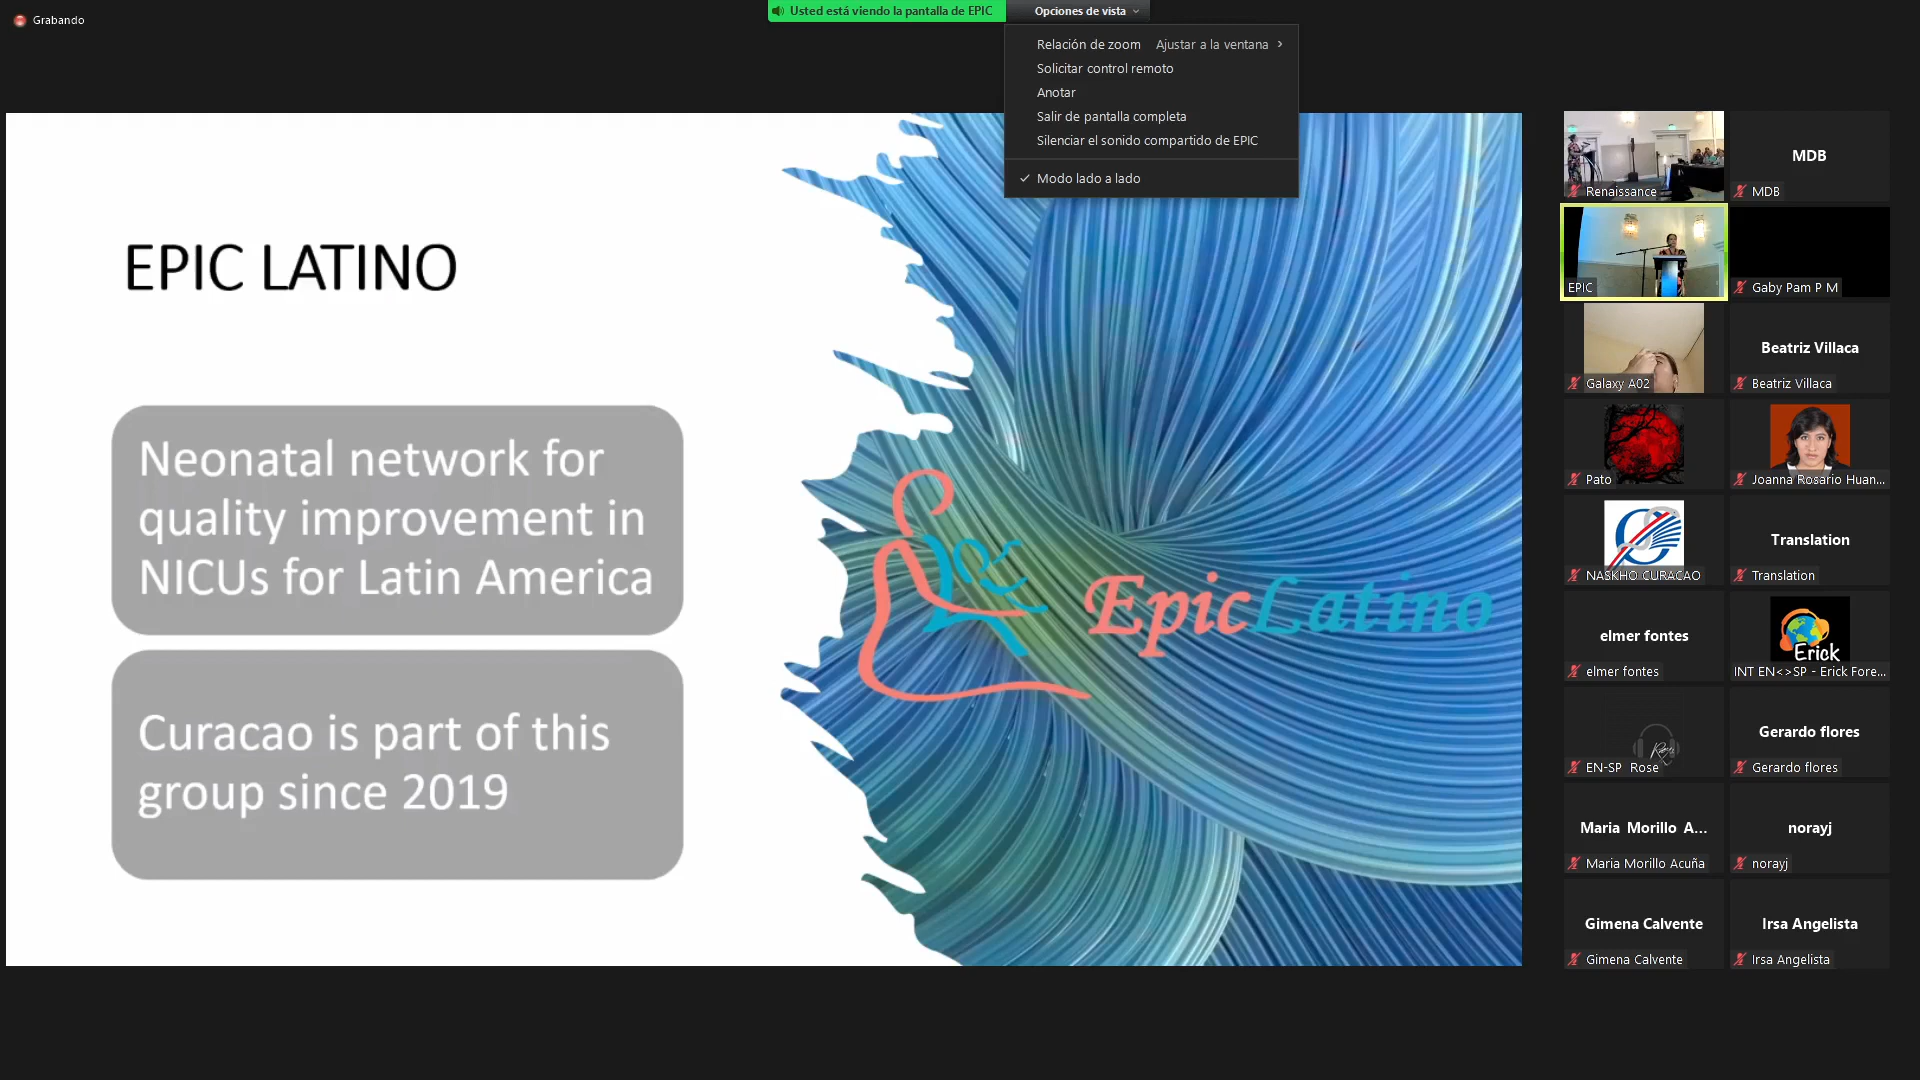 Grabando
Usted está viendo la pantalla de EPIC
Opciones de vista
Relación de zoom Ajustar a la ventana
Solicitar control remoto
Anotar
Salir de pantalla completa
Silenciar el sonido compartido de EPIC
Modo lado a lado
EPIC LATINO
Neonatal network for
quality improvement in
NICUs for Latin America
Curacao is part of this
group since 2019
EpicLatino
Renaissance
MDB
MDB
EPIC
Gaby Pam P M
Galaxy A02
Beatriz Villaca
Beatriz Villaca
Pato
Joanna Rosario Huan...
NASKHO CURACAO
Translation
Translation
elmer fontes
elmer fontes
Erick
INT EN<>SP - Erick Fore...
EN-SP Rose
Gerardo flores
Gerardo flores
Maria Morillo A...
Maria Morillo Acuña
norayj
norayj
Gimena Calvente
Gimena Calvente
Irsa Angelista
Irsa Angelista